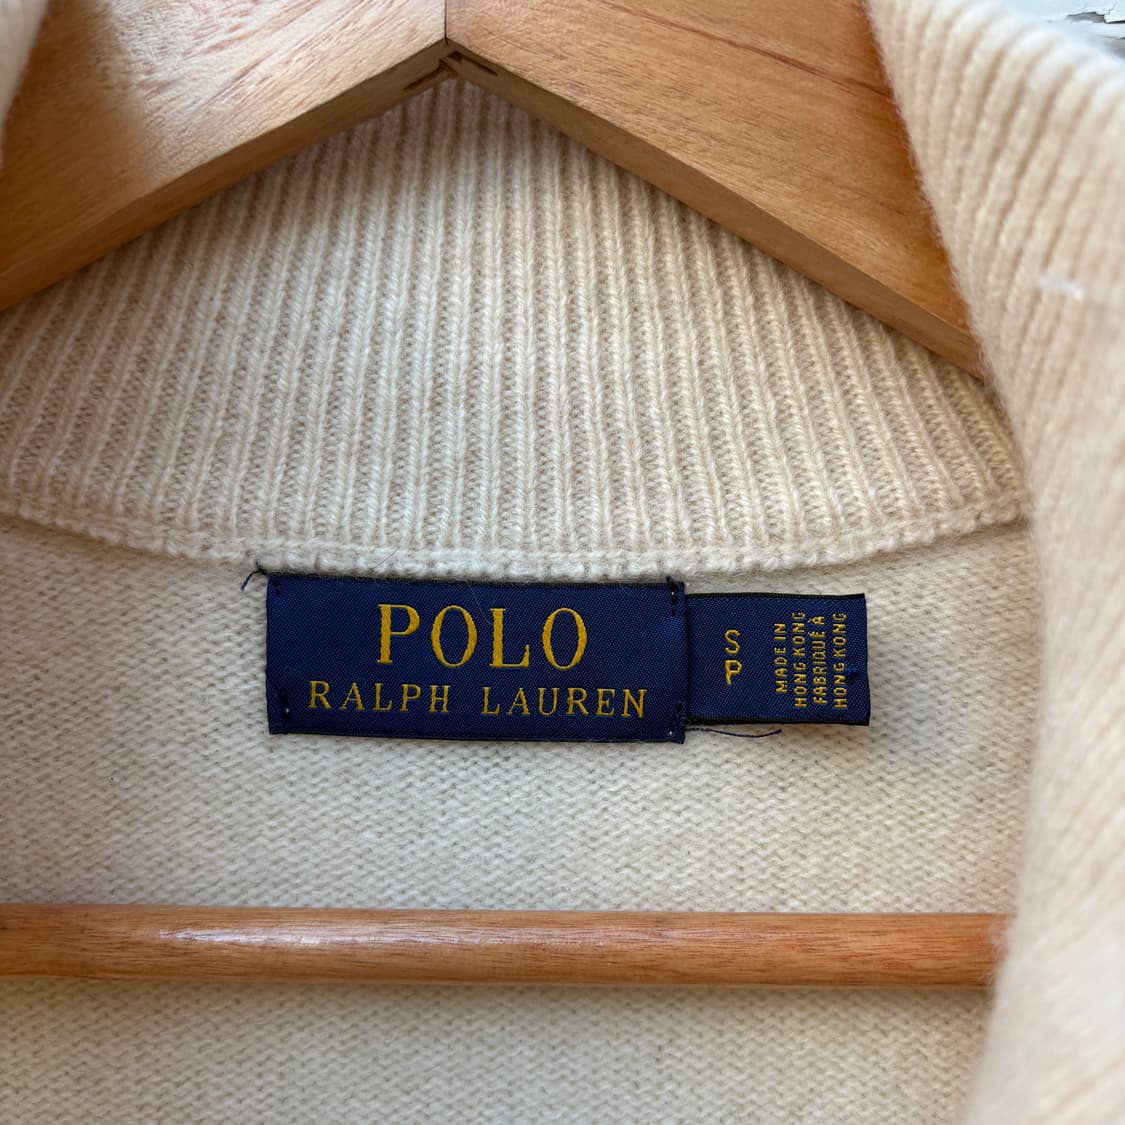 POLO
RALPH LAUREN
S
P
MADE IN
HONG KONG
FABRIQUÉ À
HONG KONG